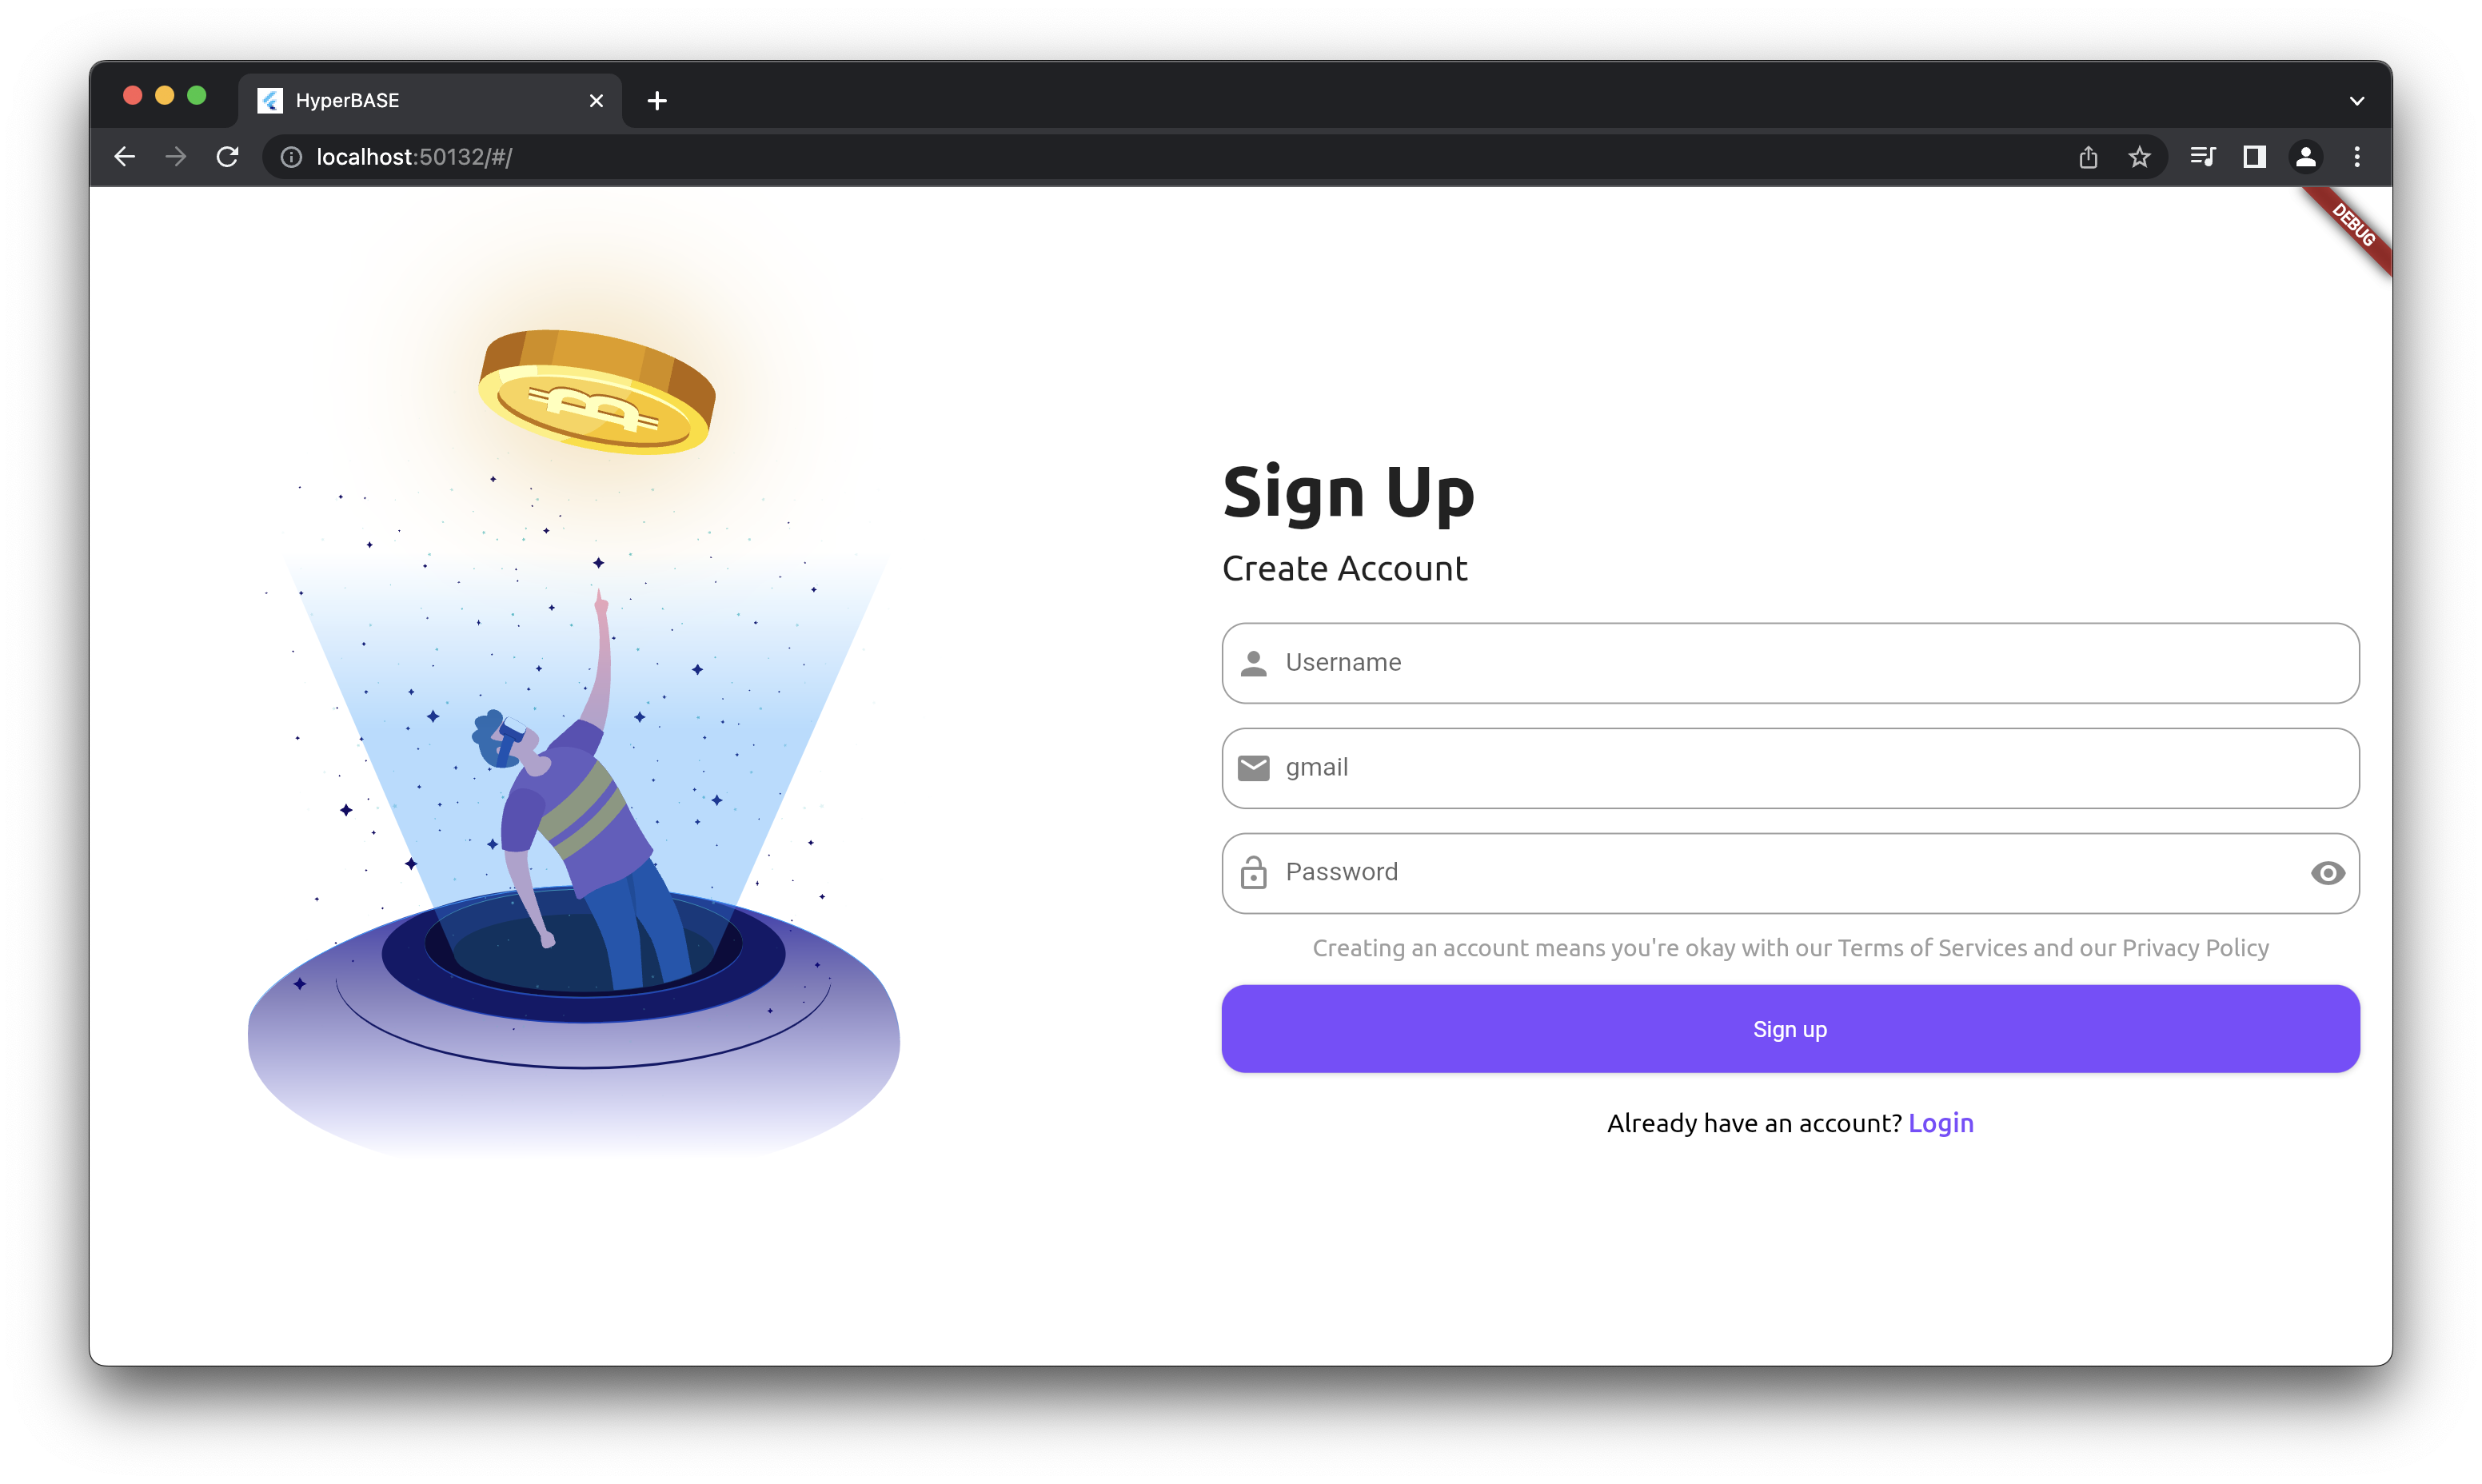 HyperBASE
localhost:50132/#/
DEBUG
Sign Up
Create Account
Username
gmail
Password
Creating an account means you're okay with our Terms of Services and our Privacy Policy
Sign up
Already have an account? Login